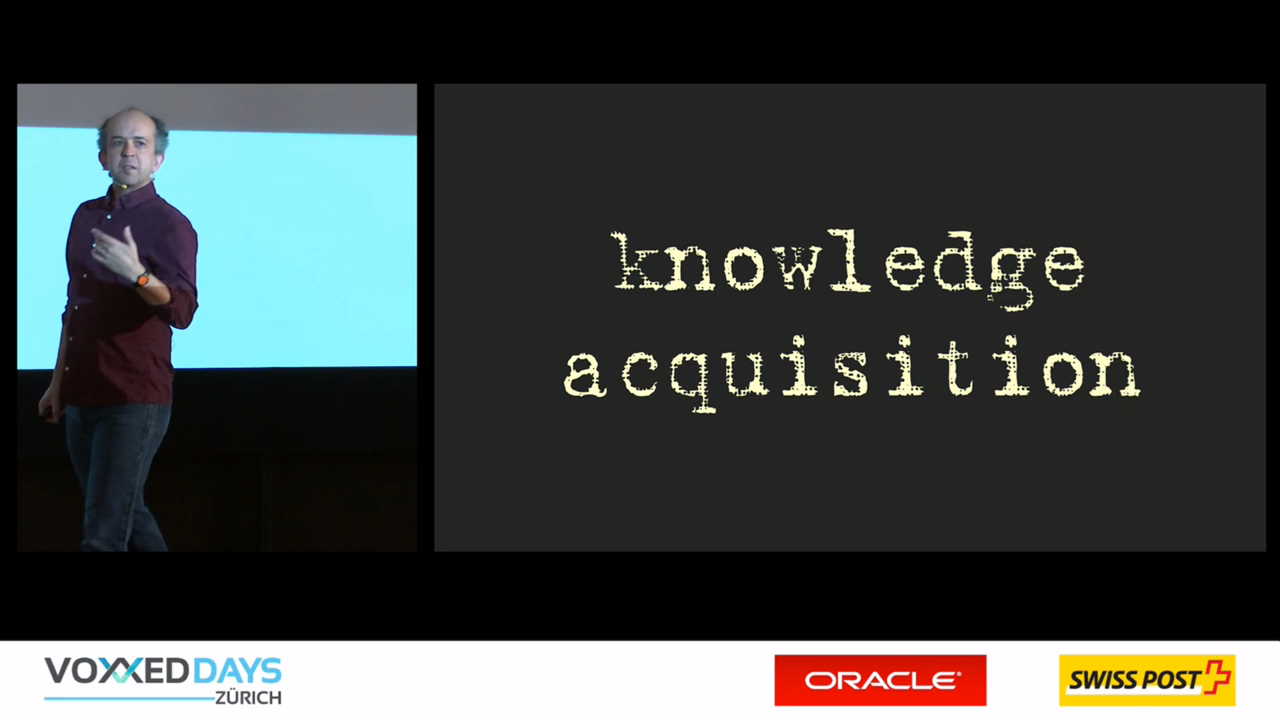 knowledge
acquisition
VOXXED DAYS
ZÜRICH
ORACLE®
SWISS POST